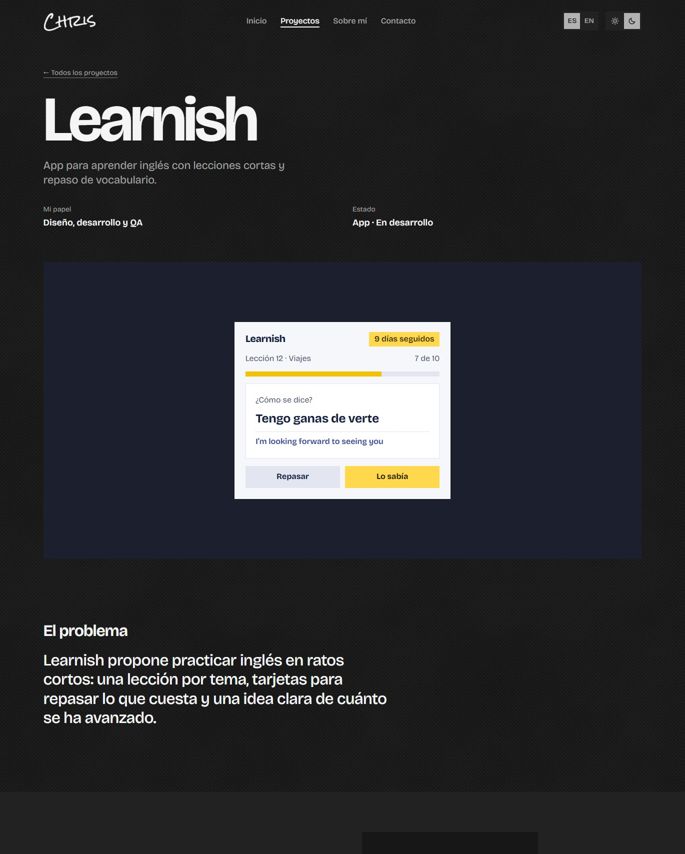 CHRIS
Inicio
Proyectos
Sobre mí
Contacto
ES
EN
← Todos los proyectos
Learnish
App para aprender inglés con lecciones cortas y
repaso de vocabulario.
Mi papel
Estado
Diseño, desarrollo y QA
App · En desarrollo
Learnish
9 días seguidos
Lección 12 · Viajes
7 de 10
¿Cómo se dice?
Tengo ganas de verte
I'm looking forward to seeing you
Repasar
Lo sabía
El problema
Learnish propone practicar inglés en ratos
cortos: una lección por tema, tarjetas para
repasar lo que cuesta y una idea clara de cuánto
se ha avanzado.